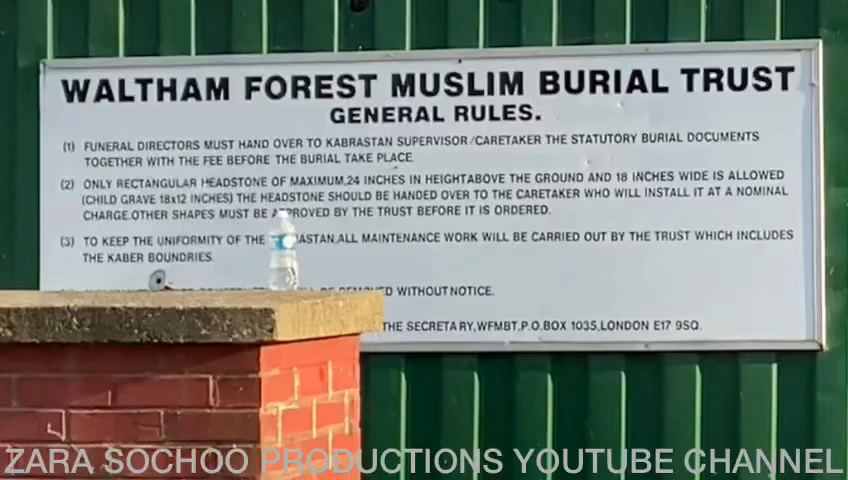 WALTHAM FOREST MUSLIM BURIAL TRUST
GENERAL RULES.
(1) FUNERAL DIRECTORS MUST HAND OVER TO KABRASTAN SUPERVISOR/CARETAKER THE STATUTORY BURIAL DOCUMENTS
TOGETHER WITH THE FEE BEFORE THE BURIAL TAKE PLACE.
(2) ONLY RECTANGULAR HEADSTONE OF MAXIMUM,24 INCHES IN HEIGHTABOVE THE GROUND AND 18 INCHES WIDE IS ALLOWED
(CHILD GRAVE 18x12 INCHES) THE HEADSTONE SHOULD BE HANDED OVER TO THE CARETAKER WHO WILL INSTALL IT AT A NOMINAL
CHARGE.OTHER SHAPES MUST BE APPROVED BY THE TRUST BEFORE IT IS ORDERED.
(3) TO KEEP THE UNIFORMITY OF THE ASTAN,ALL MAINTENANCE WORK WILL BE CARRIED OUT BY THE TRUST WHICH INCLUDES
THE KABER BOUNDRIES.
BE REMOVED WITHOUT NOTICE.
THE SECRETARY,WFMBT,P.O.BOX 1035,LONDON E17 9SQ.
ZARA SOCHOO PRODUCTIONS YOUTUBE CHANNEL